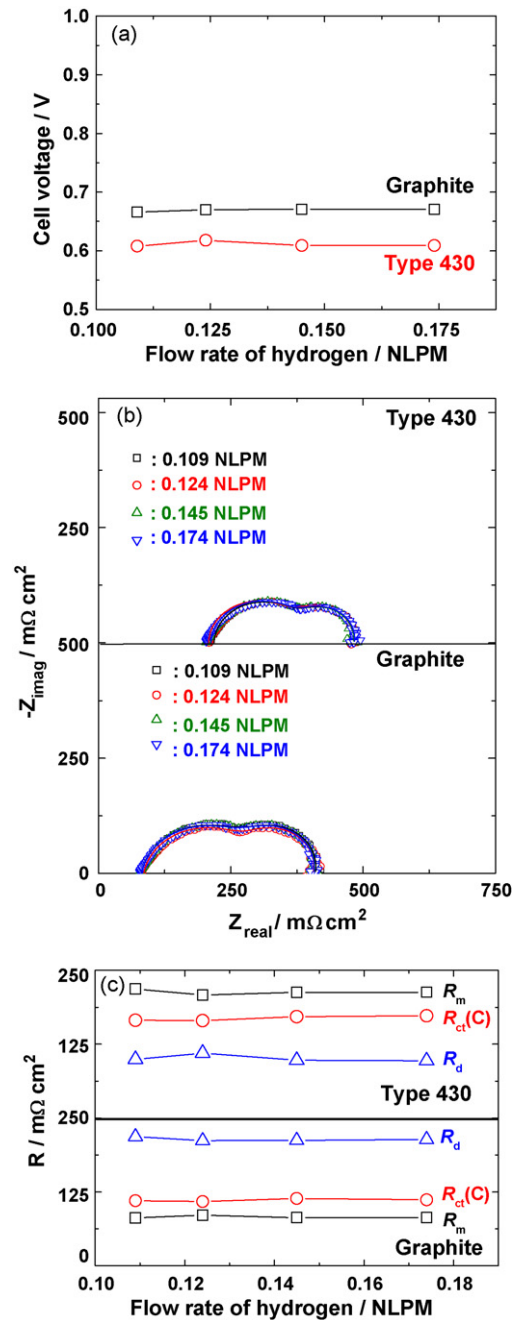 (a)
1.0
0.9
0.8
0.7
0.6
0.5
Cell voltage / V
Graphite
Type 430
0.100 0.125 0.150 0.175
Flow rate of hydrogen / NLPM
(b)
Type 430
500
250
: 0.109 NLPM
: 0.124 NLPM
: 0.145 NLPM
: 0.174 NLPM
500
Graphite
250
0
: 0.109 NLPM
: 0.124 NLPM
: 0.145 NLPM
: 0.174 NLPM
-Zimag / mΩ cm²
0 250 500 750
Zreal / mΩ cm²
(c)
250
125
Rm
Rct(C)
Rd
Type 430
250
125
0
Rd
Rct(C)
Rm
Graphite
R / mΩ cm²
0.10 0.12 0.14 0.16 0.18
Flow rate of hydrogen / NLPM